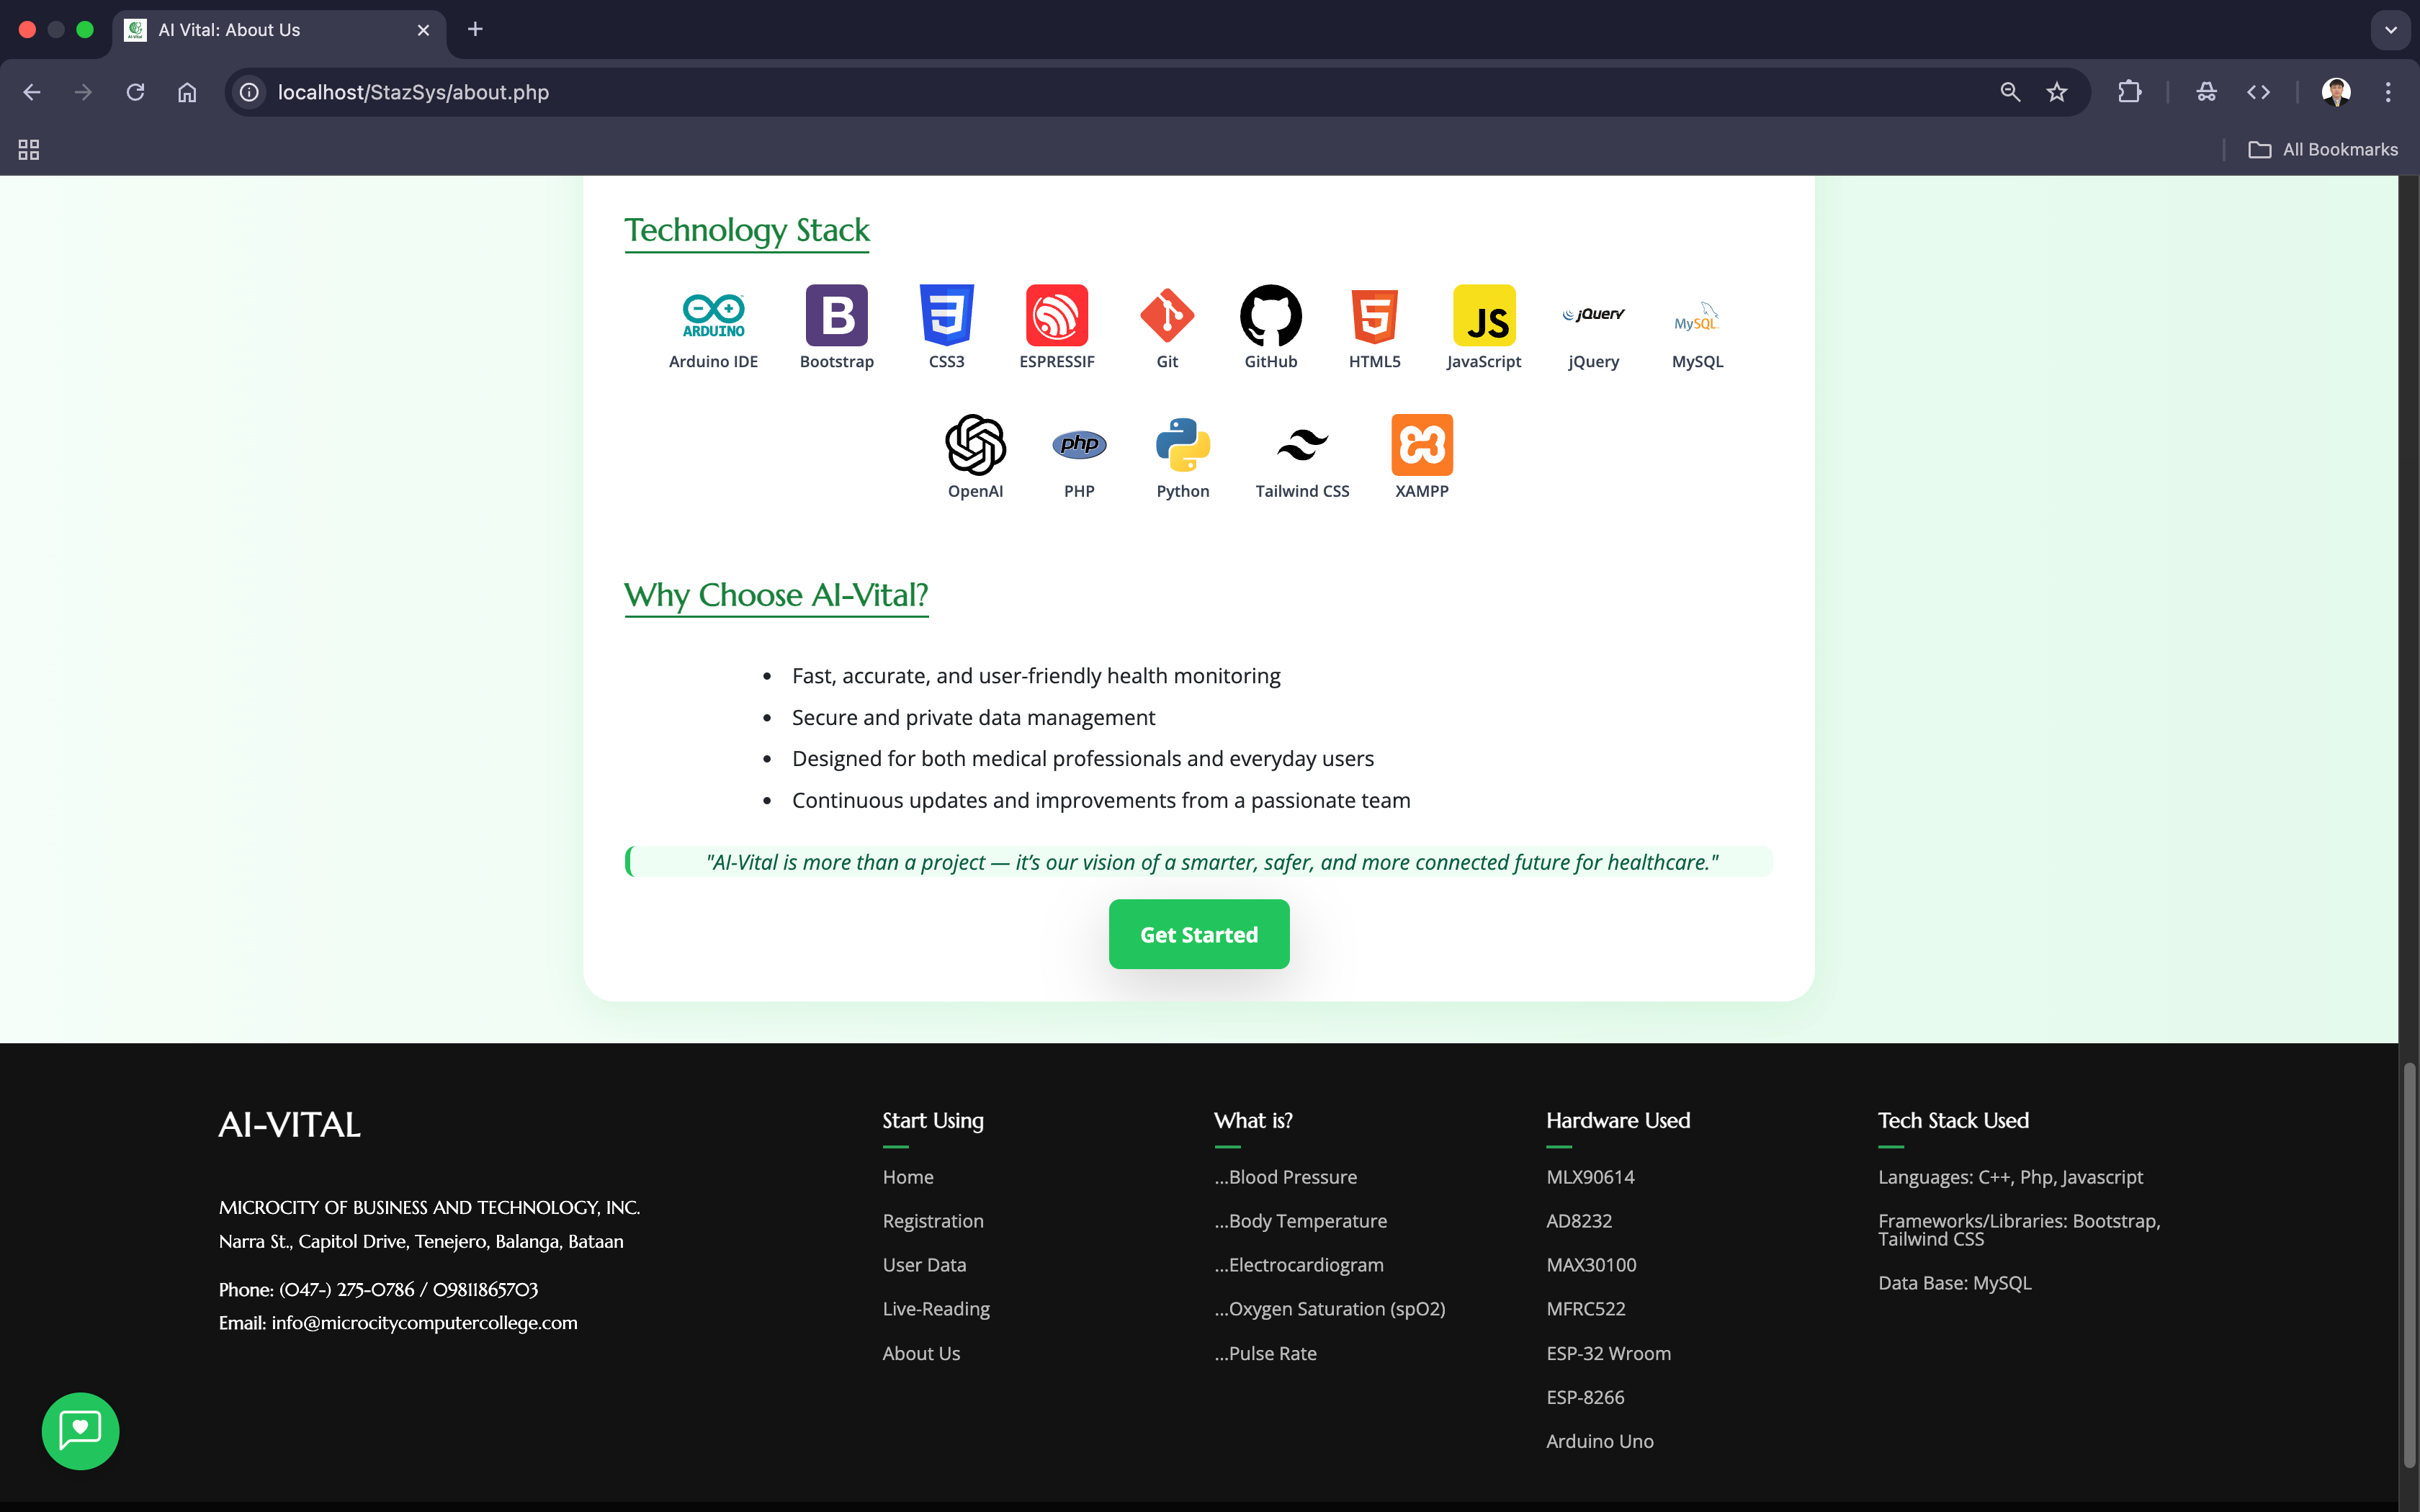 AI Vital: About Us
localhost/StazSys/about.php
All Bookmarks
Technology Stack
ARDUINO
B
3
5
JS
jQuery
MySQL
Arduino IDE
Bootstrap
CSS3
ESPRESSIF
Git
GitHub
HTML5
JavaScript
jQuery
MySQL
php
OpenAI
PHP
Python
Tailwind CSS
XAMPP
Why Choose AI-Vital?
• Fast, accurate, and user-friendly health monitoring
• Secure and private data management
• Designed for both medical professionals and everyday users
• Continuous updates and improvements from a passionate team
"AI-Vital is more than a project — it’s our vision of a smarter, safer, and more connected future for healthcare."
Get Started
AI-VITAL
MICROCITY OF BUSINESS AND TECHNOLOGY, INC.
Narra St., Capitol Drive, Tenejero, Balanga, Bataan
Phone: (047-) 275-0786 / 09811865703
Email: info@microcitycomputercollege.com
Start Using
Home
Registration
User Data
Live-Reading
About Us
What is?
...Blood Pressure
...Body Temperature
...Electrocardiogram
...Oxygen Saturation (spO2)
...Pulse Rate
Hardware Used
MLX90614
AD8232
MAX30100
MFRC522
ESP-32 Wroom
ESP-8266
Arduino Uno
Tech Stack Used
Languages: C++, Php, Javascript
Frameworks/Libraries: Bootstrap,
Tailwind CSS
Data Base: MySQL